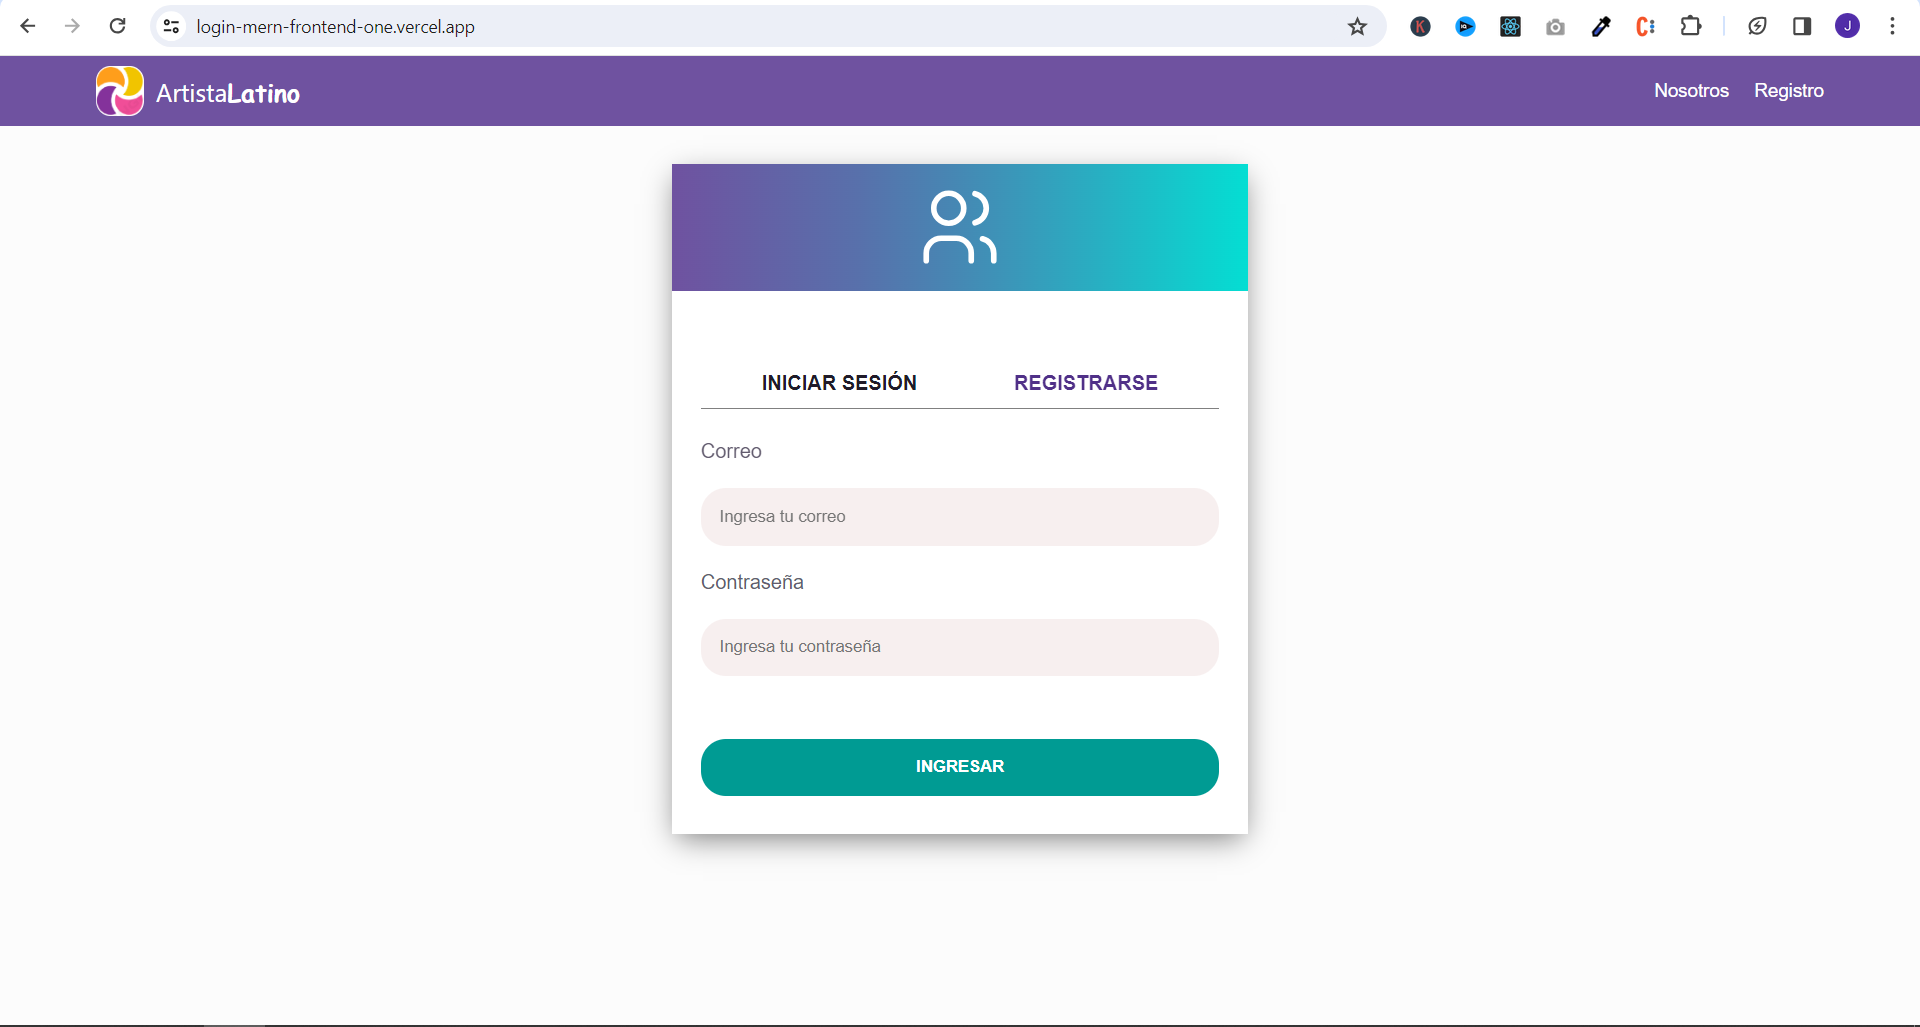 login-mern-frontend-one.vercel.app
J
ArtistaLatino
Nosotros Registro
INICIAR SESIÓN REGISTRARSE
Correo
Ingresa tu correo
Contraseña
Ingresa tu contraseña
INGRESAR